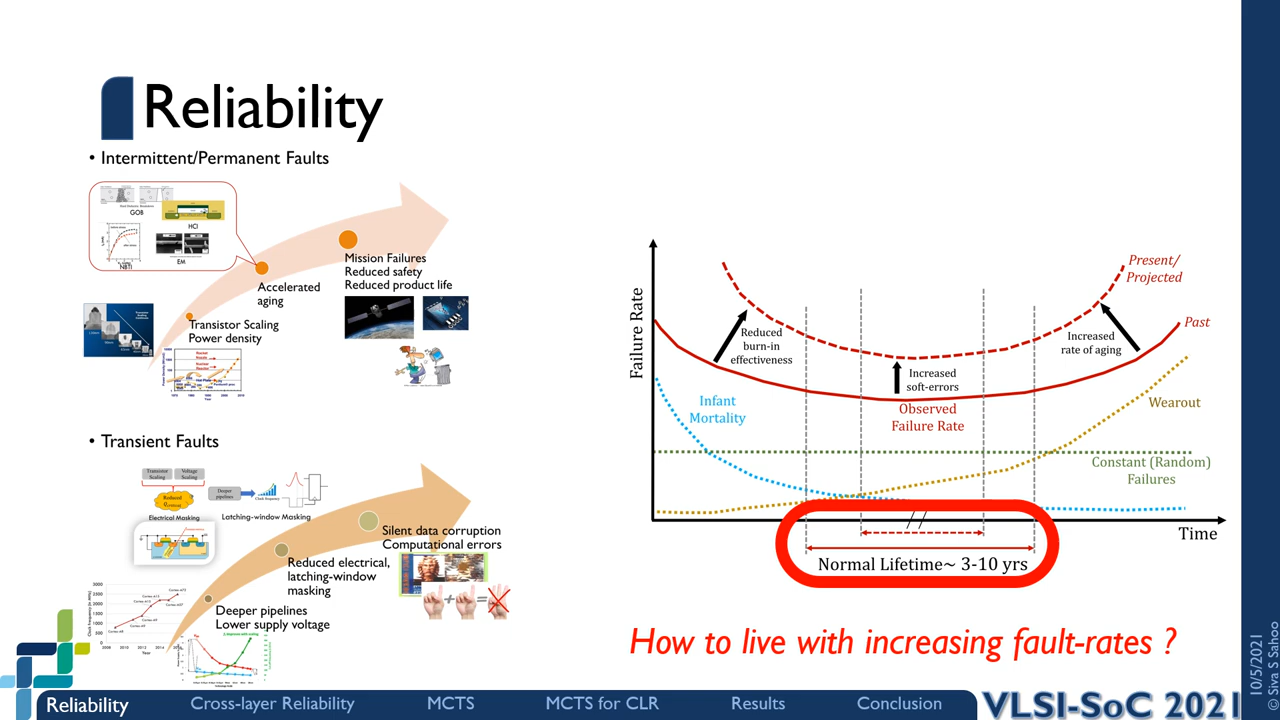 Reliability
• Intermittent/Permanent Faults
GOB
HCI
NBTI
EM
Accelerated
aging
Mission Failures
Reduced safety
Reduced product life
Transistor Scaling
Power density
• Transient Faults
Transistor
Scaling
Voltage
Scaling
Reduced
Electrical Masking
Deeper
pipelines
Clock frequency
Latching-window Masking
Silent data corruption
Computational errors
Reduced electrical,
latching-window
masking
Deeper pipelines
Lower supply voltage
Year
Failure Rate
Present/
Projected
Past
Reduced
burn-in
effectiveness
Increased
rate of aging
Increased
soft-errors
Infant
Mortality
Observed
Failure Rate
Wearout
Constant (Random)
Failures
Time
Normal Lifetime~ 3-10 yrs
How to live with increasing fault-rates ?
Reliability
Cross-layer Reliability
MCTS
MCTS for CLR
Results
Conclusion
VLSI-SoC 2021
10/5/2021
© Siva S Sahoo